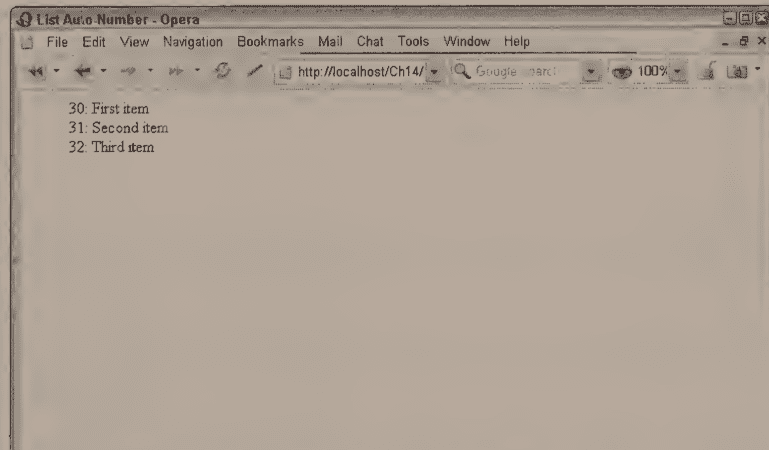 List Auto-Number - Opera
File Edit View Navigation Bookmarks Mail Chat Tools Window Help
http://localhost/Ch14/ Google search 100%
30: First item
31: Second item
32: Third item